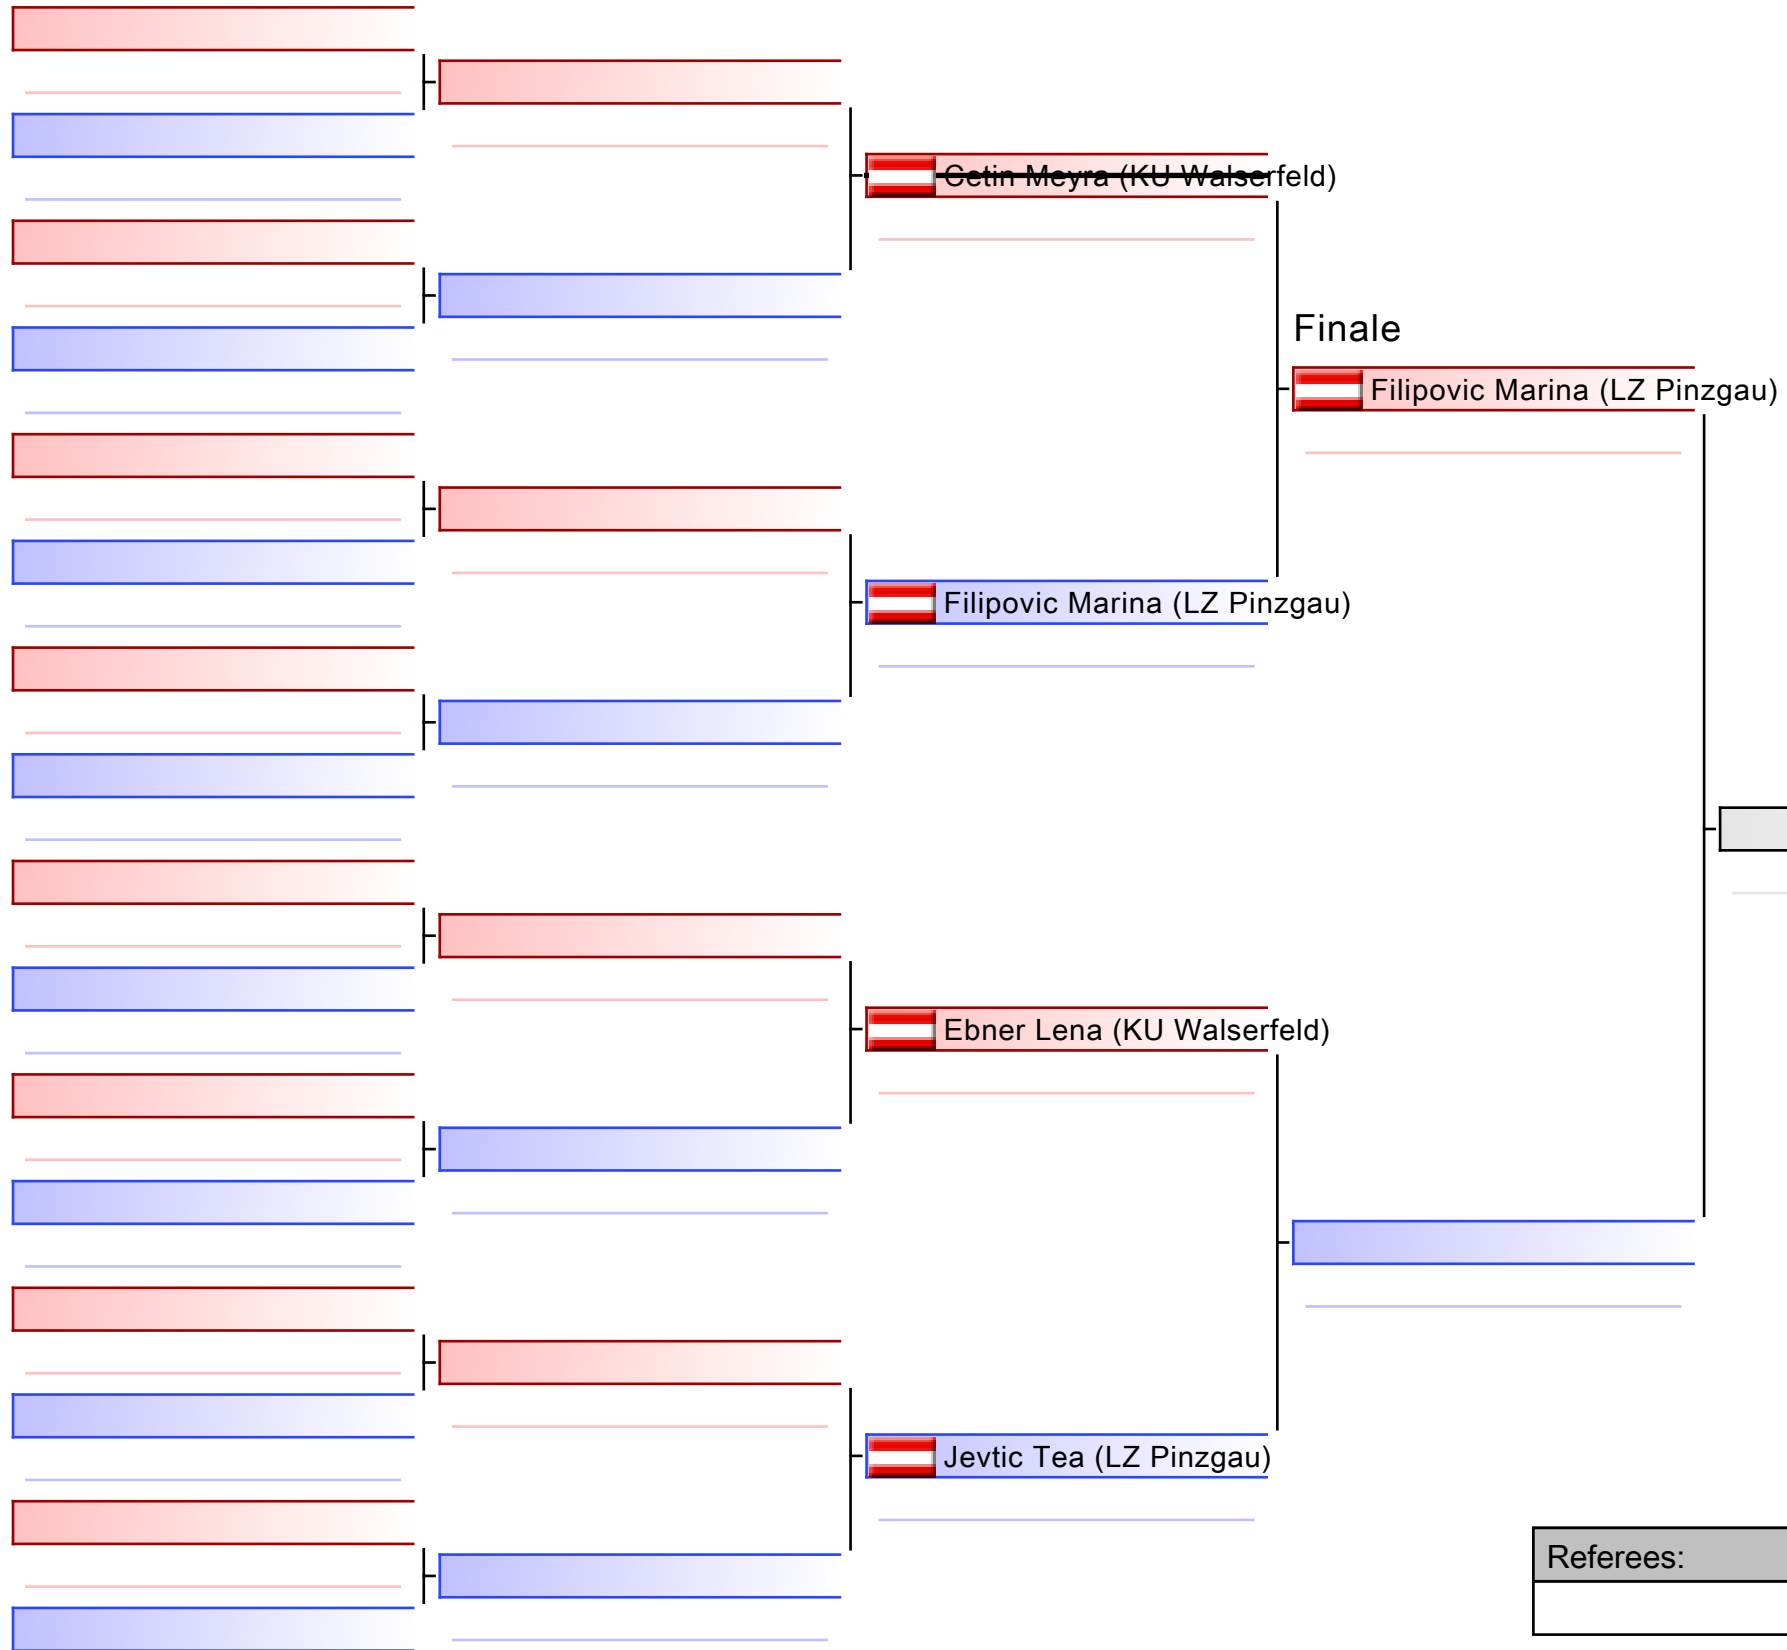 Cetin Meyra (KU Walserfeld)
Finale
Filipovic Marina (LZ Pinzgau)
Filipovic Marina (LZ Pinzgau)
Ebner Lena (KU Walserfeld)
Jevtic Tea (LZ Pinzgau)
Referees: